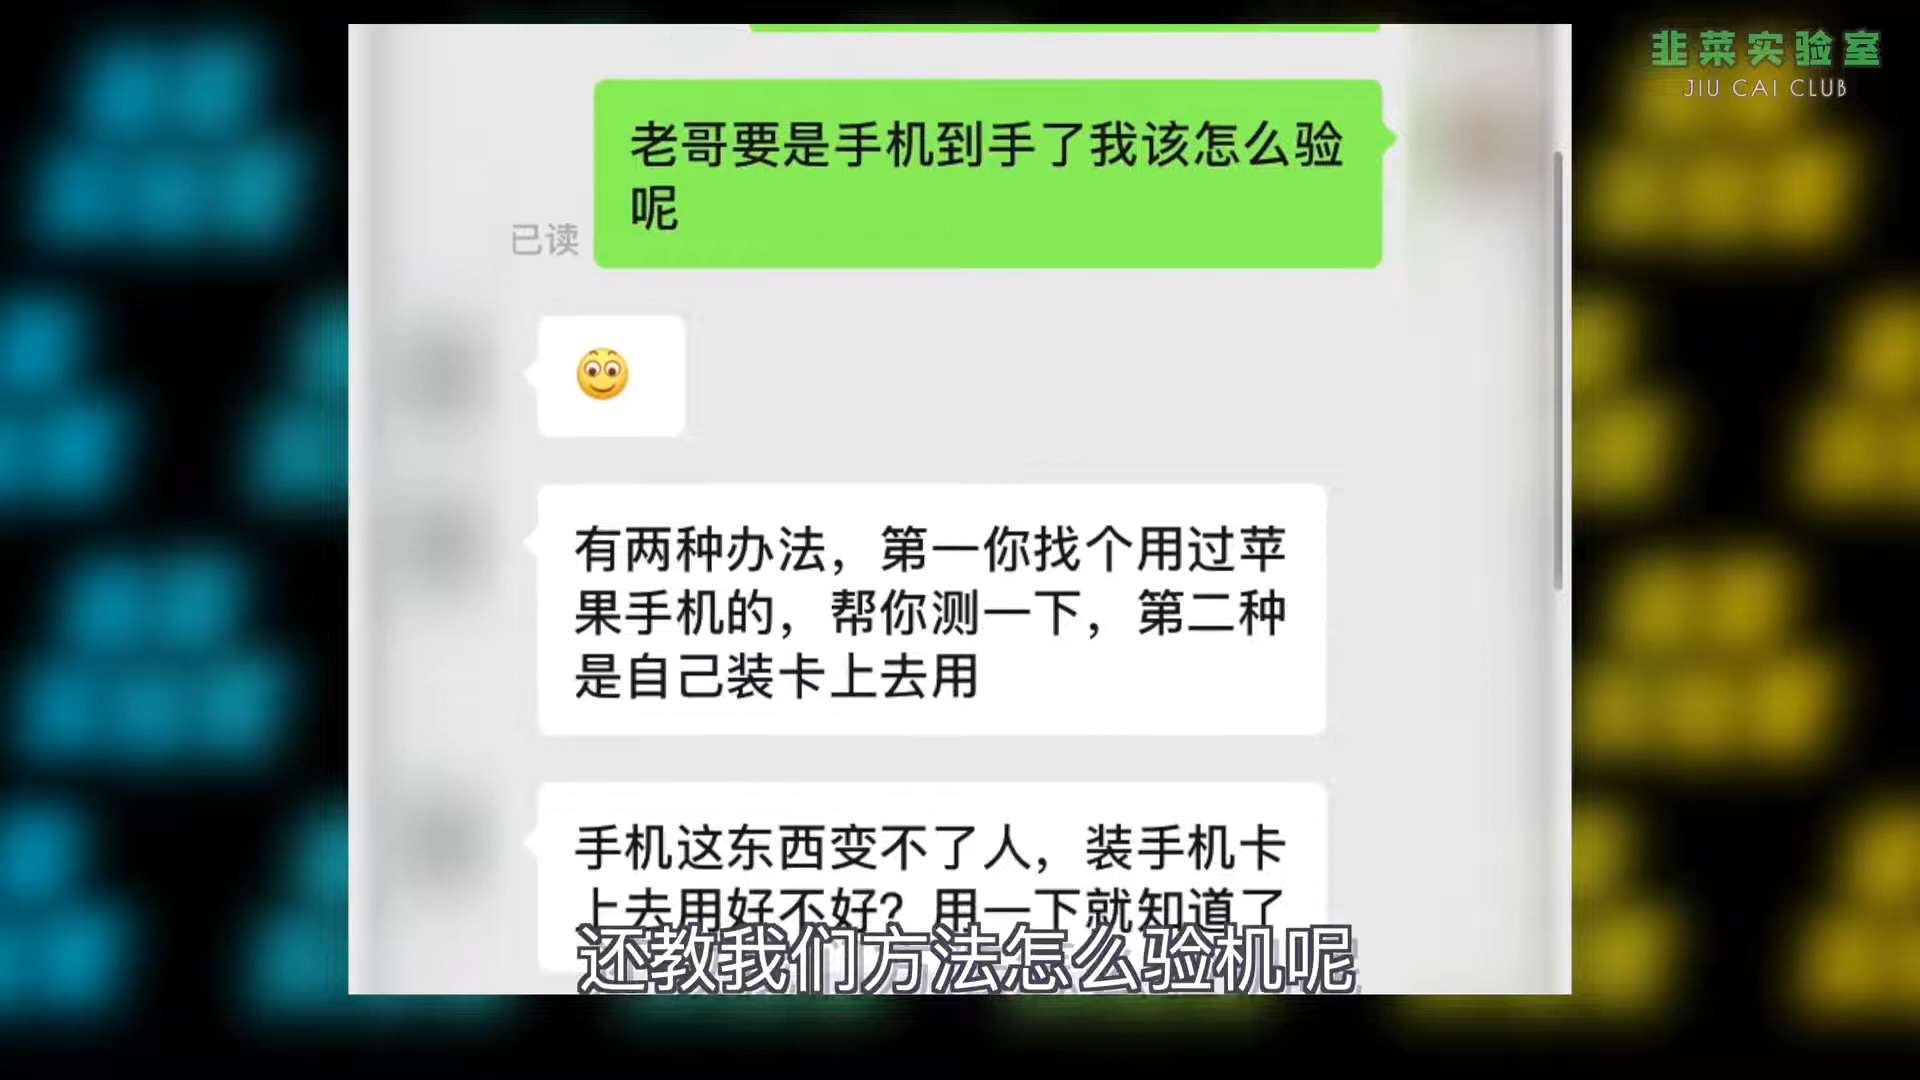 韭菜实验室
JIU CAI CLUB
老哥要是手机到手了我该怎么验
呢
已读
有两种办法，第一你找个用过苹
果手机的，帮你测一下，第二种
是自己装卡上去用
手机这东西变不了人，装手机卡
上去用好不好？用一下就知道了
还教我们方法怎么验机呢